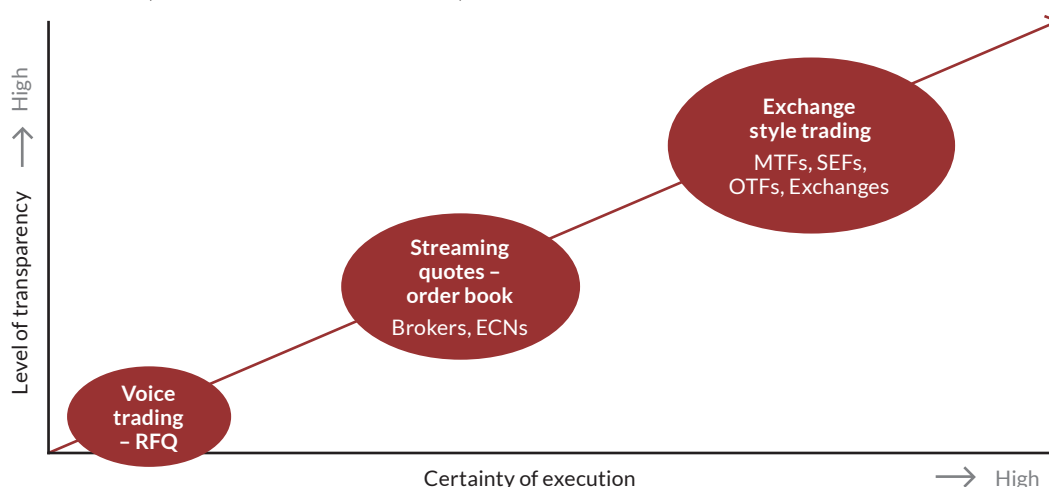 High
Level of transparency
Exchange
style trading
MTFs, SEFs,
OTFs, Exchanges
Streaming
quotes –
order book
Brokers, ECNs
Voice
trading
– RFQ
Certainty of execution
High